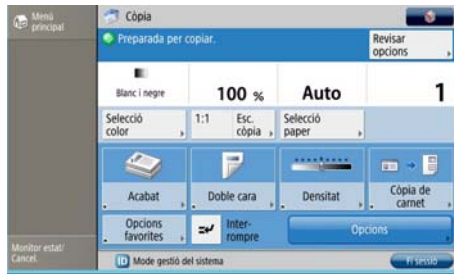 Menú
principal
Còpia
Preparada per copiar.
Revisar
opcions
Blanc i negre
100 %
Auto
1
Selecció
color
1:1
Esc.
còpia
Selecció
paper
Acabat
Doble cara
Densitat
Còpia de
carnet
Opcions
favorites
Inter-
rompre
Opcions
Monitor estat/
Cancel.
ID Mode gestió del sistema
Fi sessió